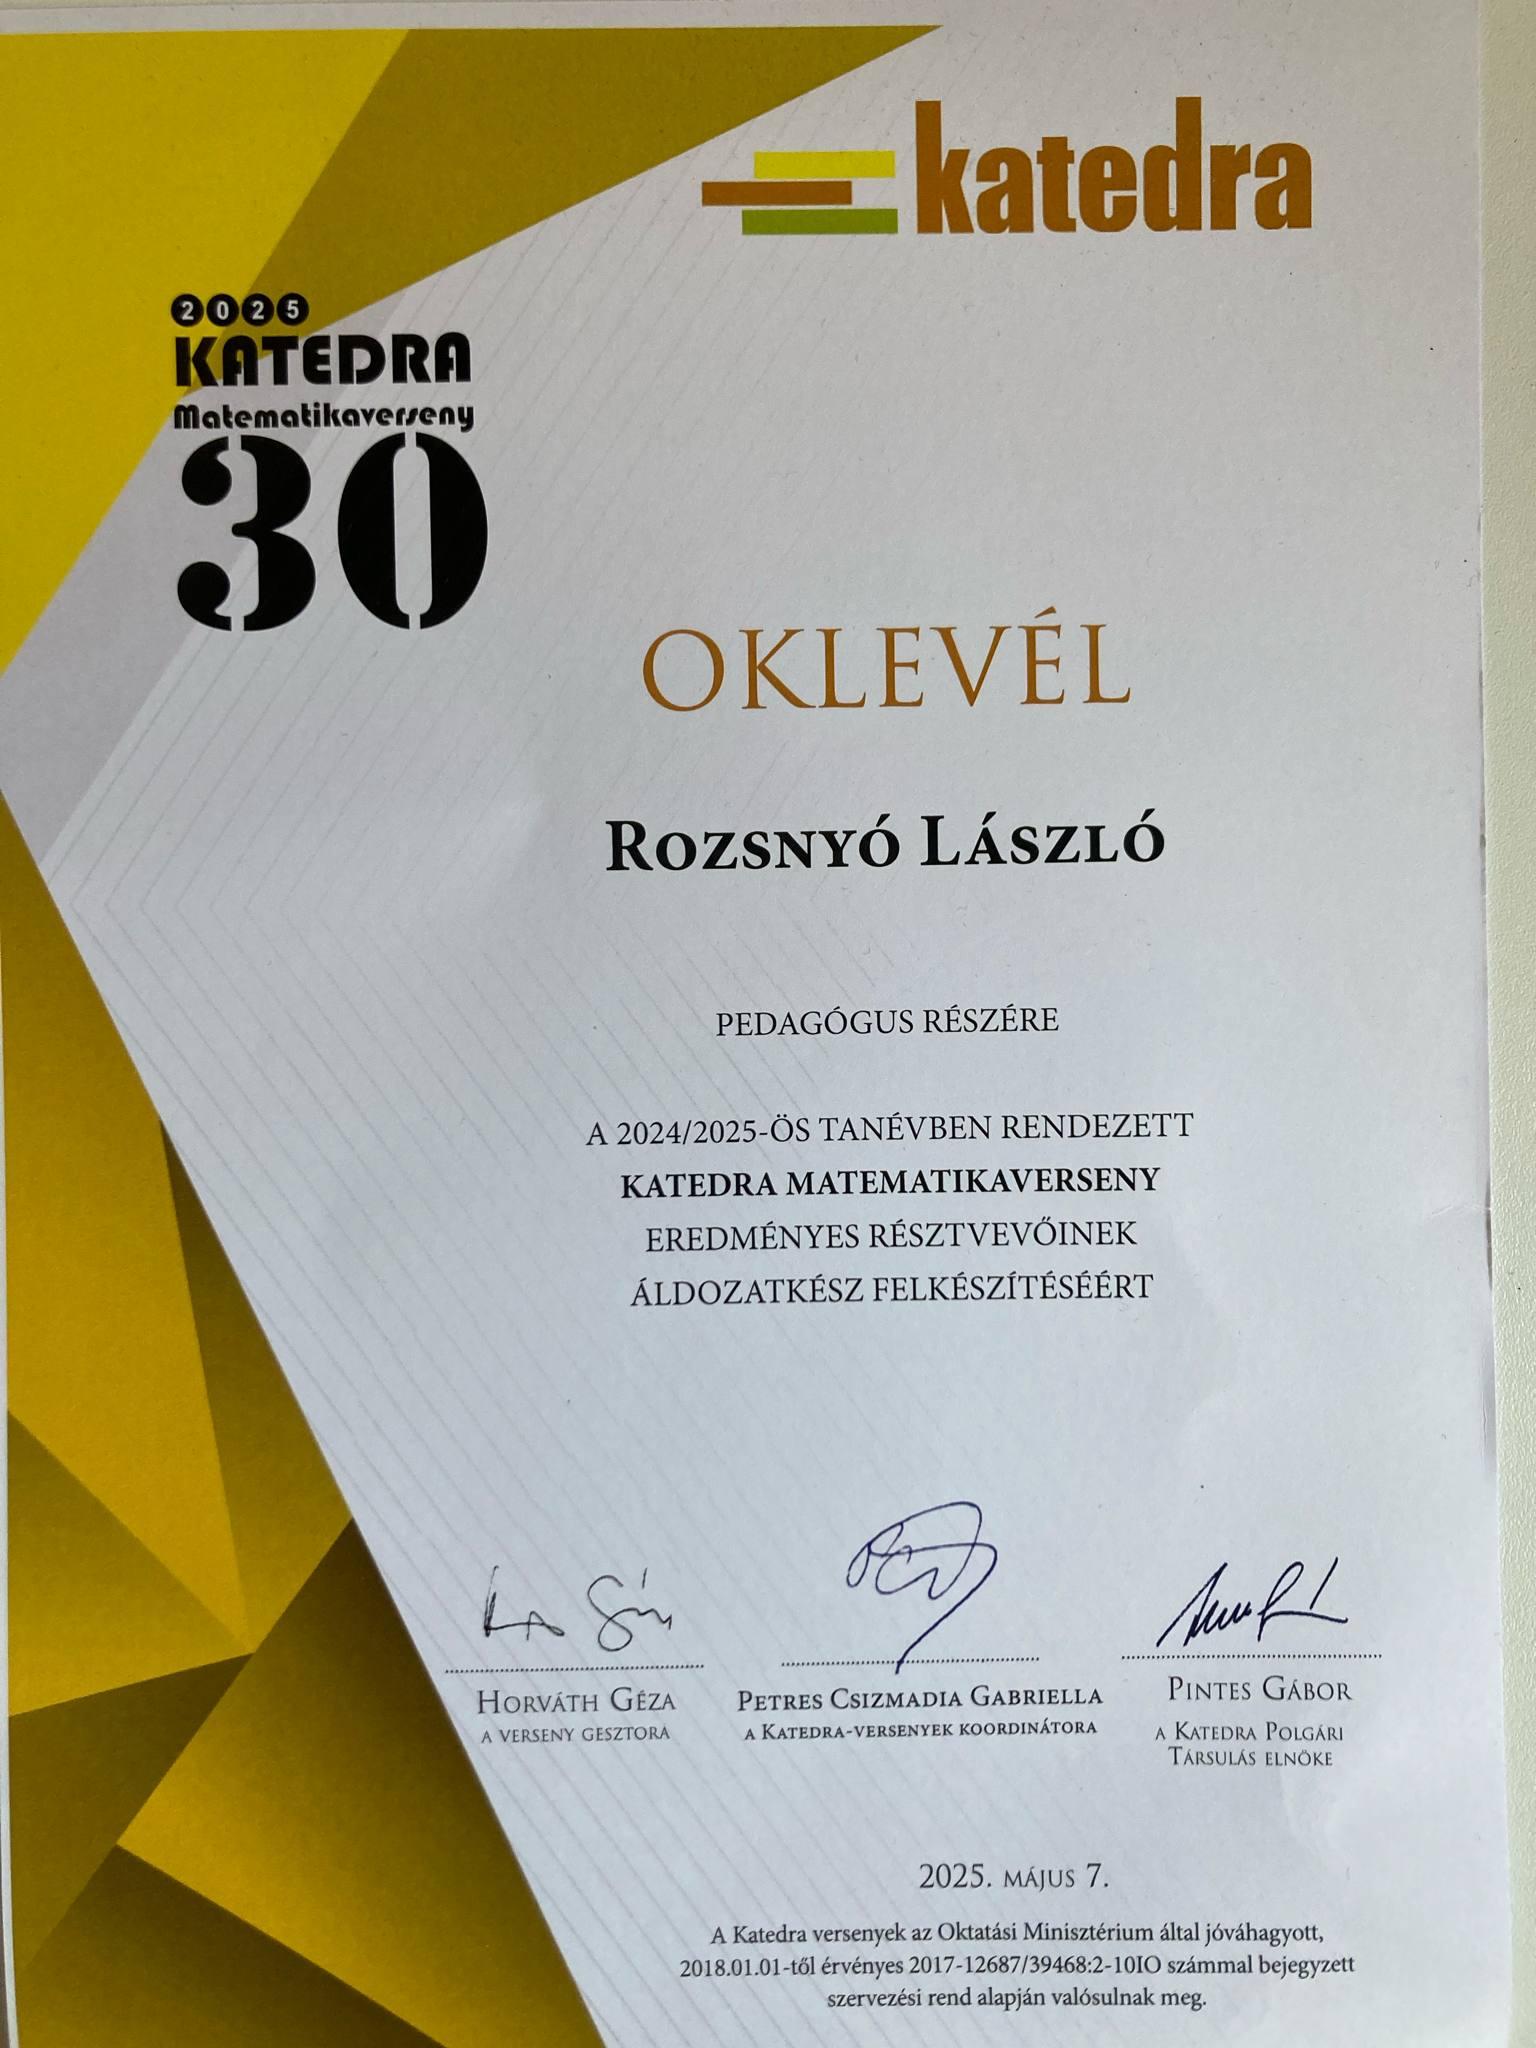 katedra
2025
KATEDRA
Matematikaverseny
30
OKLEVÉL
ROZSNYÓ LÁSZLÓ
PEDAGÓGUS RÉSZÉRE
A 2024/2025-ÖS TANÉVBEN RENDEZETT
KATEDRA MATEMATIKAVERSENY
EREDMÉNYES RÉSZTVEVŐINEK
ÁLDOZATKÉSZ FELKÉSZÍTÉSÉÉRT
HORVÁTH GÉZA
A VERSENY GESZTORA
PETRES CSIZMADIA GABRIELLA
A KATEDRA-VERSENYEK KOORDINÁTORA
PINTES GÁBOR
A KATEDRA POLGÁRI
TÁRSULÁS ELNÖKE
2025. MÁJUS 7.
A Katedra versenyek az Oktatási Minisztérium által jóváhagyott,
2018.01.01-től érvényes 2017-12687/39468:2-10IO számmal bejegyzett
szervezési rend alapján valósulnak meg.